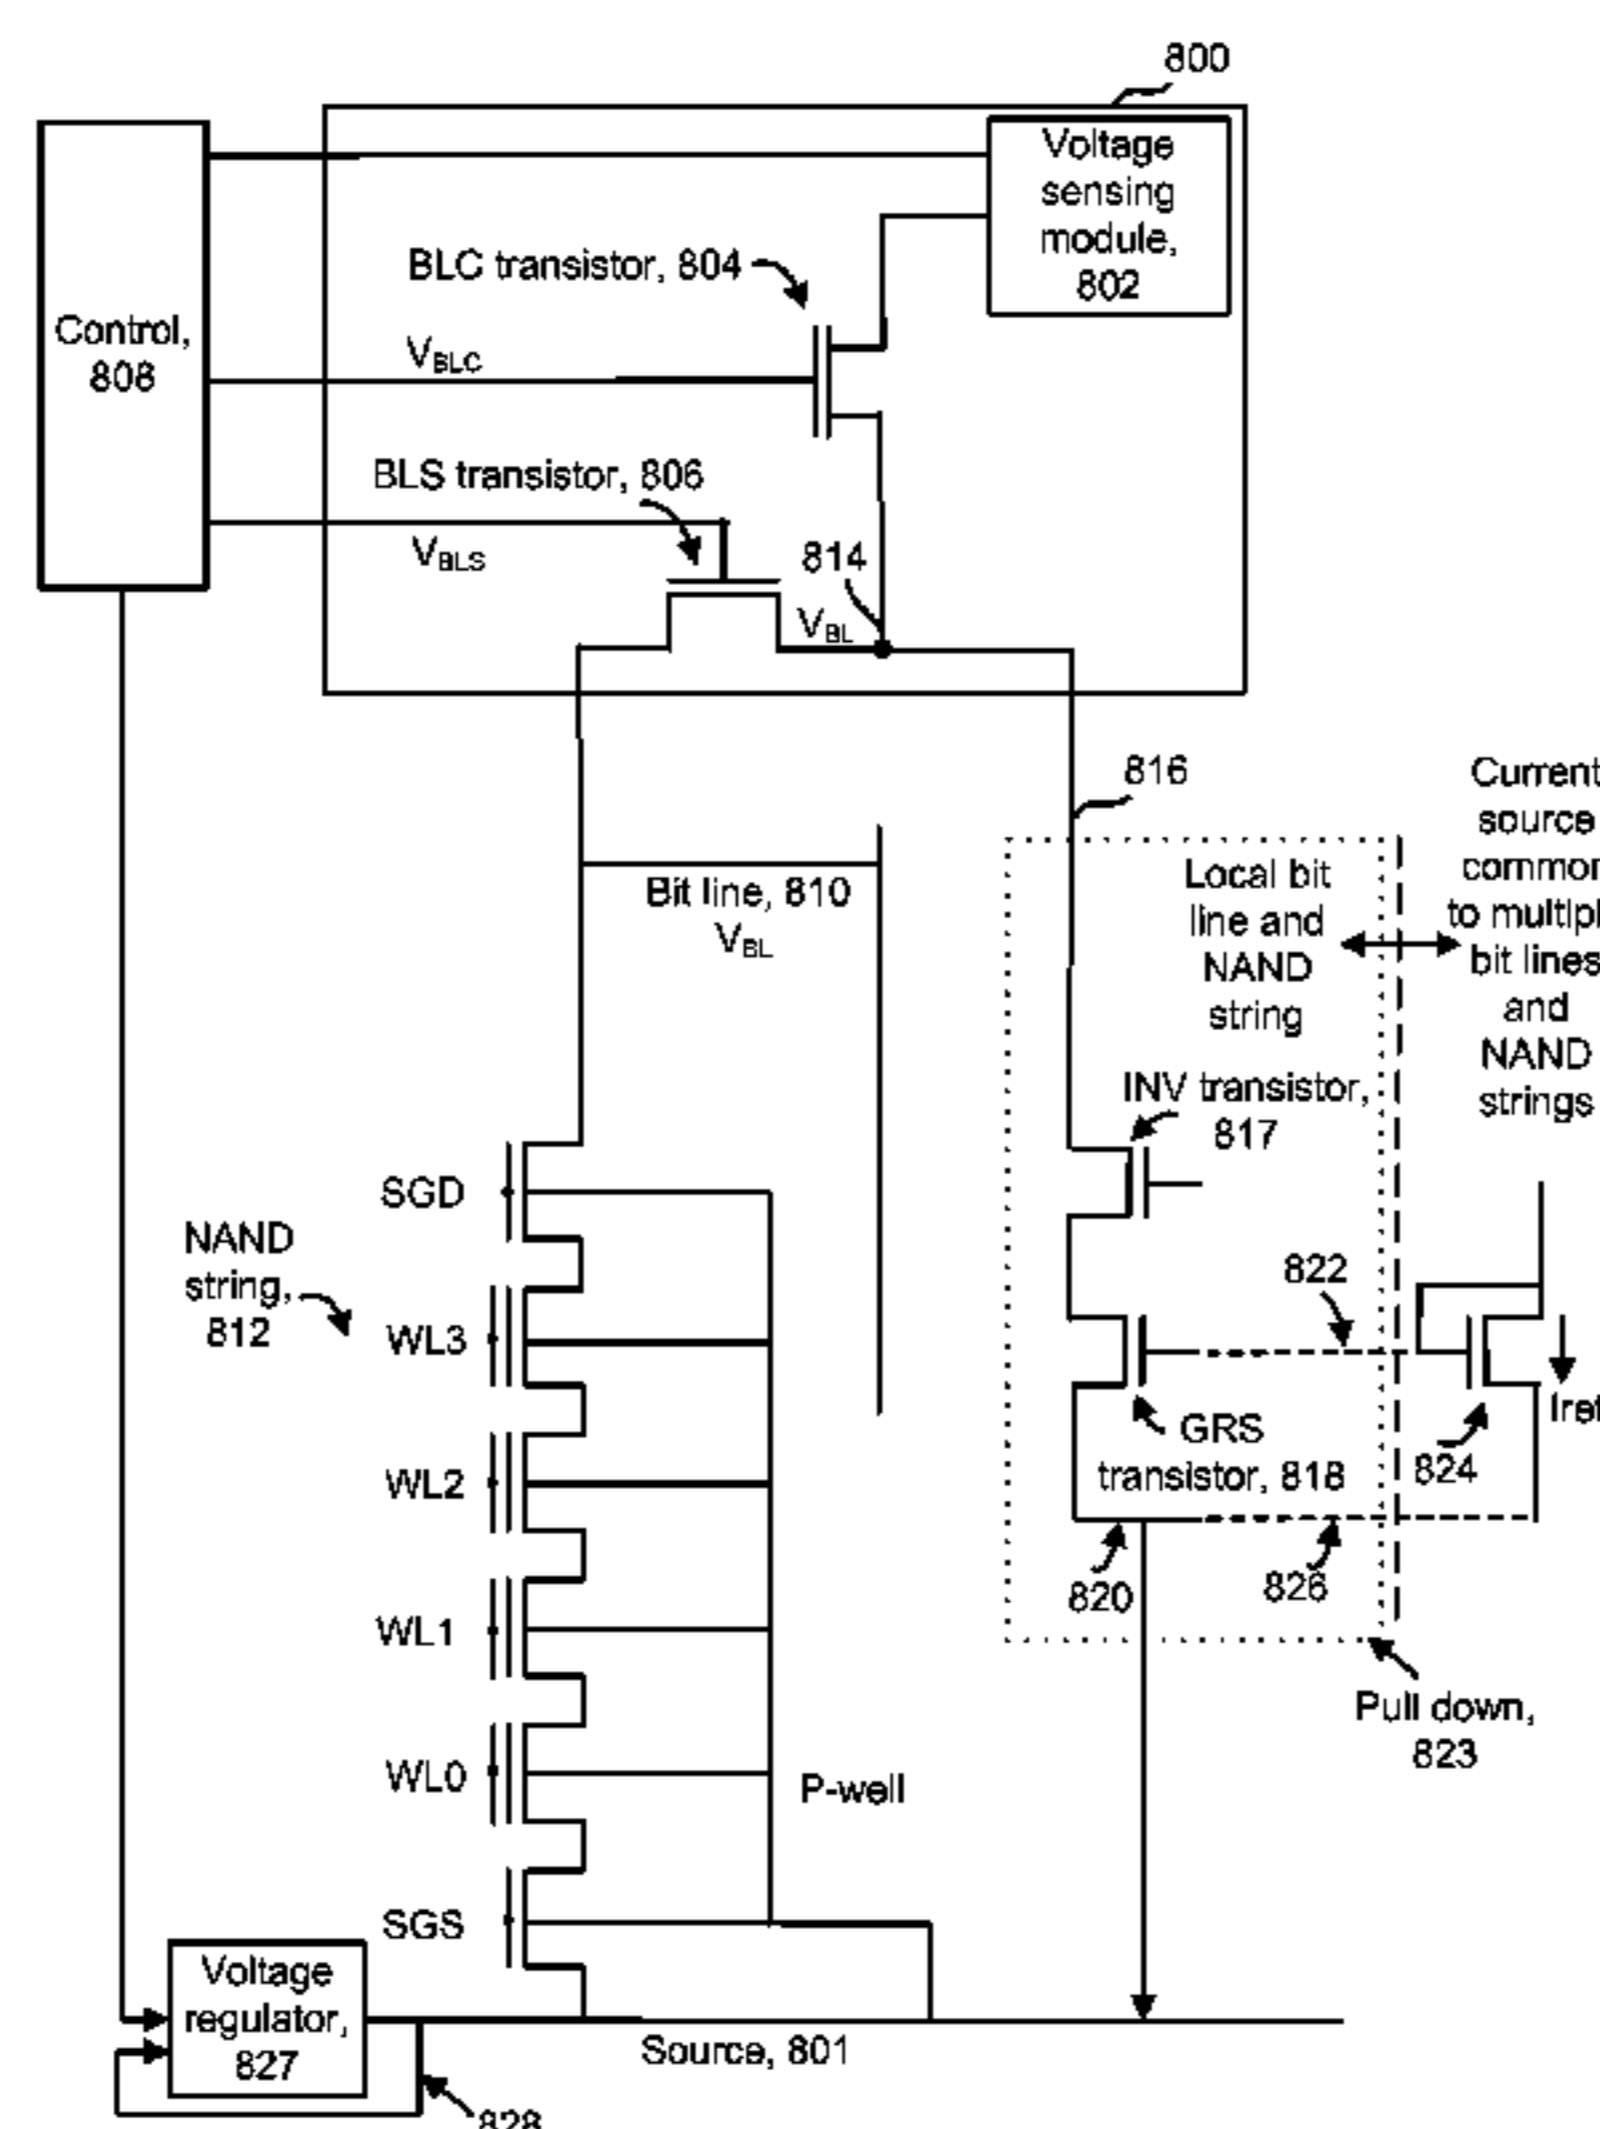 800
Voltage
sensing
module,
802
BLC transistor, 804
Control,
808
VBLC
BLS transistor, 806
VBLS
814
VBL
816
Current
source
Local bit
line and
NAND
string
bit lines
and
NAND
strings
to
Bit line, 810
VBL
INV transistor,
817
SGD
NAND
string,
812
822
WL3
GRS
transistor, 818
824
WL2
820
826
WL1
Pull down,
823
WL0
P-well
SGS
Voltage
regulator,
827
Source, 801
828